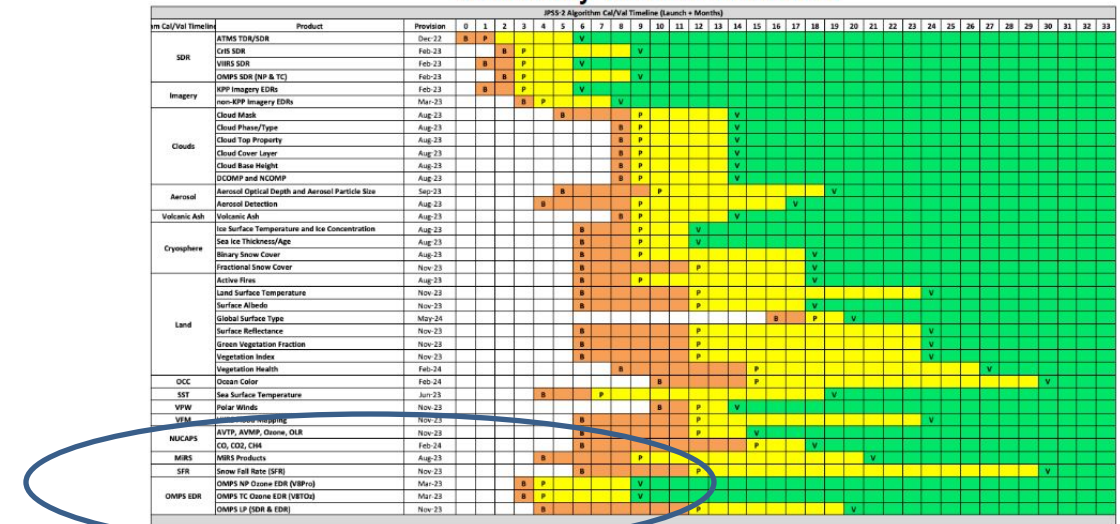 JPSS-2 Algorithm Cal/Val Timeline (Launch + Months)
m Cal/Val Timeline Product Provision 0 1 2 3 4 5 6 7 8 9 10 11 12 13 14 15 16 17 18 19 20 21 22 23 24 25 26 27 28 29 30 31 32 33
SDR
ATMS TDR/SDR Dec-22 B P V
CrIS SDR Feb-23 B P V
VIIRS SDR Feb-23 B P V
OMPS SDR (NP & TC) Feb-23 B P V
Imagery
KPP Imagery EDRs Feb-23 B P V
non-KPP Imagery EDRs Mar-23 B P V
Clouds
Cloud Mask Aug-23 B P V
Cloud Phase/Type Aug-23 B P V
Cloud Top Property Aug-23 B P V
Cloud Cover Layer Aug-23 B P V
Cloud Base Height Aug-23 B P V
DCOMP and NCOMP Aug-23 B P V
Aerosol
Aerosol Optical Depth and Aerosol Particle Size Sep-23 B P V
Aerosol Detection Aug-23 B P V
Volcanic Ash Volcanic Ash Aug-23 B P V
Cryosphere
Ice Surface Temperature and Ice Concentration Aug-23 B P V
Sea Ice Thickness/Age Aug-23 B P V
Binary Snow Cover Aug-23 B P V
Fractional Snow Cover Nov-23 B P V
Land
Active Fires Aug-23 B P V
Land Surface Temperature Nov-23 B P V
Surface Albedo Nov-23 B P V
Global Surface Type May-24 B P V
Surface Reflectance Nov-23 B P V
Green Vegetation Fraction Nov-23 B P V
Vegetation Index Nov-23 B P V
Vegetation Health Feb-24 B P V
OCC Ocean Color Feb-24 B P V
SST Sea Surface Temperature Jun-23 B P V
VPW Polar Winds Nov-23 B P V
VFM Mapping Nov-23 B P V
NUCAPS
AVTP, AVMP, Ozone, OLR Nov-23 B P V
CO, CO2, CH4 Feb-24 B P V
MiRS MiRS Products Aug-23 B P V
SFR Snow Fall Rate (SFR) Nov-23 B P V
OMPS EDR
OMPS NP Ozone EDR (V8Pro) Mar-23 B P V
OMPS TC Ozone EDR (V8TOz) Mar-23 B P V
OMPS LP (SDR & EDR) Nov-23 B P V